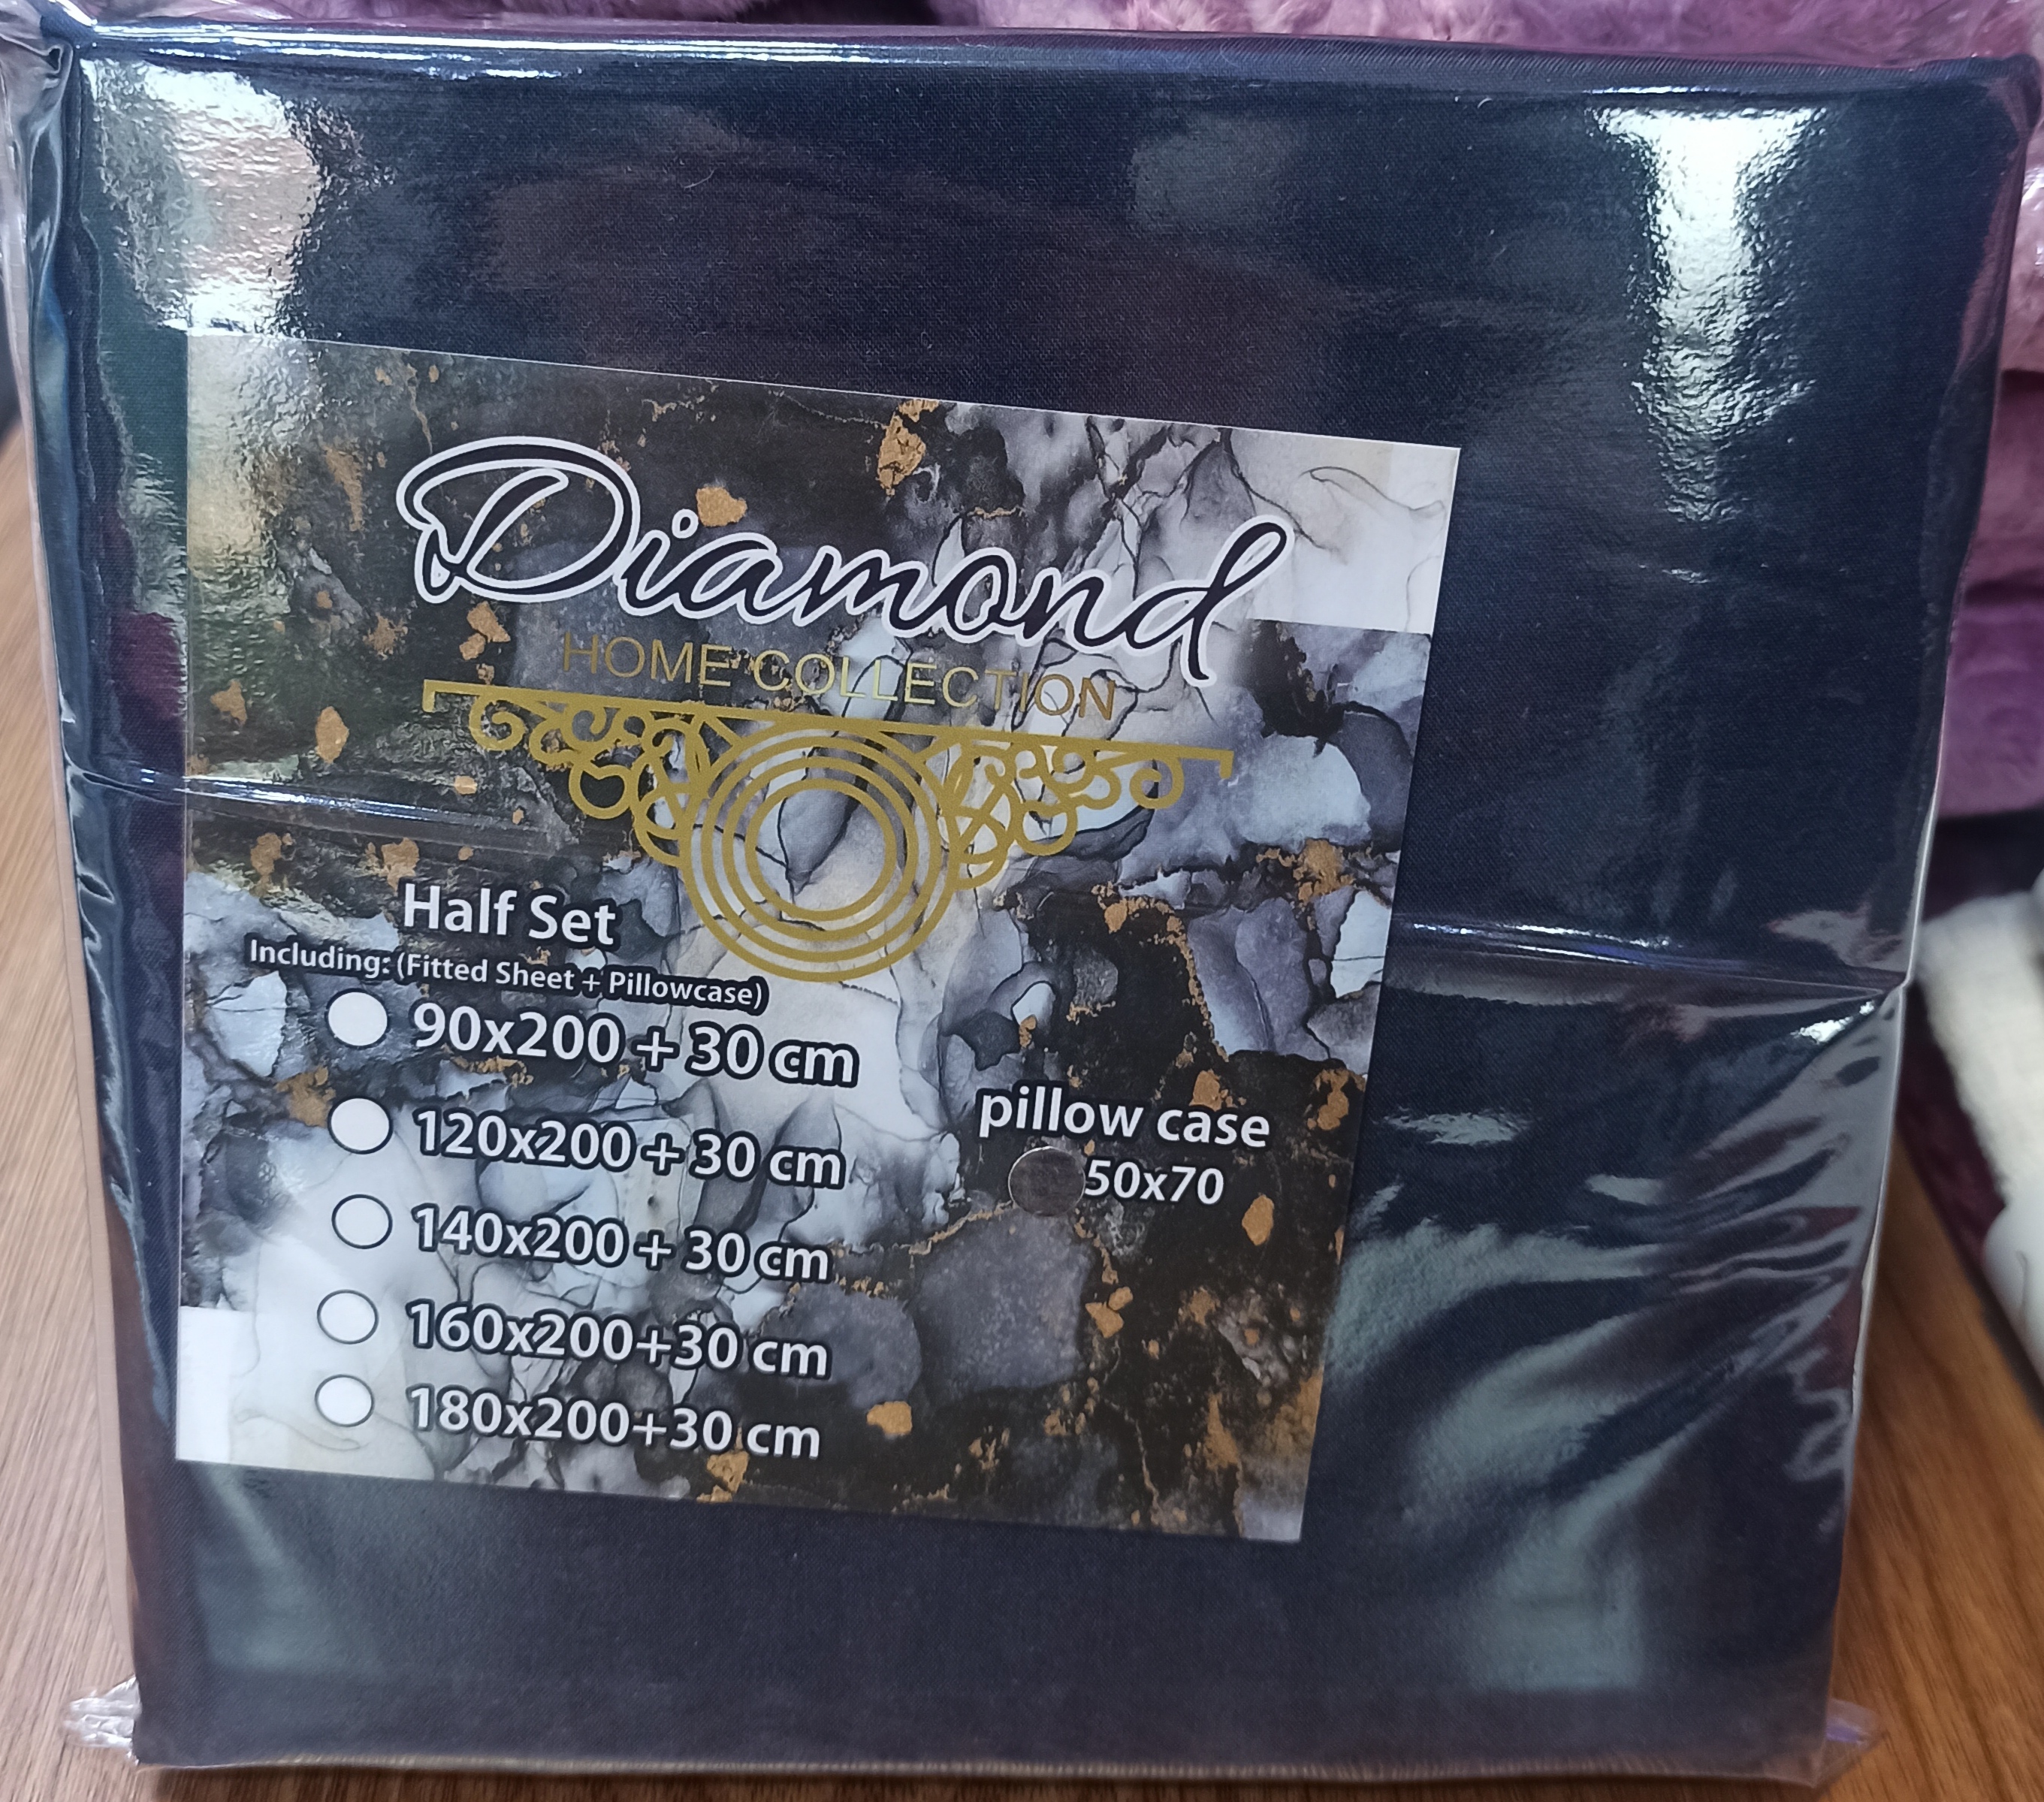 Diamond
HOME COLLECTION
Half Set
Including: (Fitted Sheet + Pillowcase)
90x200 + 30 cm
120x200 + 30 cm
140x200 + 30 cm
160x200+30 cm
180x200+30 cm
pillow case
50x70